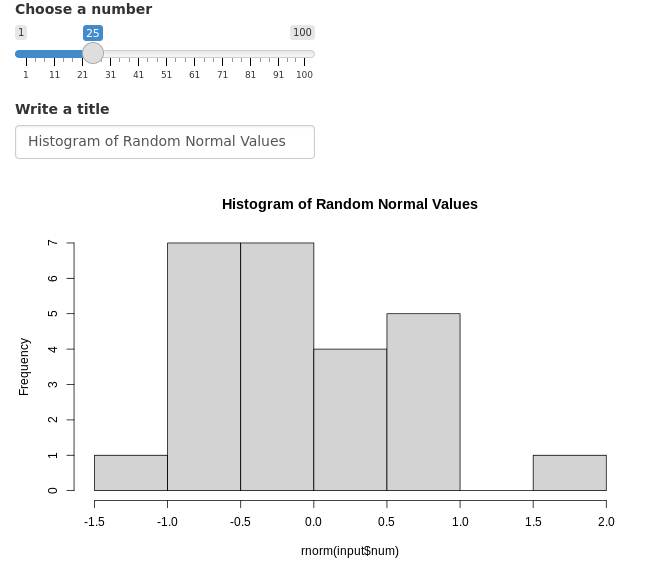 Choose a number
1 25 100
1 11 21 31 41 51 61 71 81 91 100
Write a title
Histogram of Random Normal Values
Histogram of Random Normal Values
7
6
5
4
3
2
1
0
Frequency
-1.5 -1.0 -0.5 0.0 0.5 1.0 1.5 2.0
rnorm(input$num)